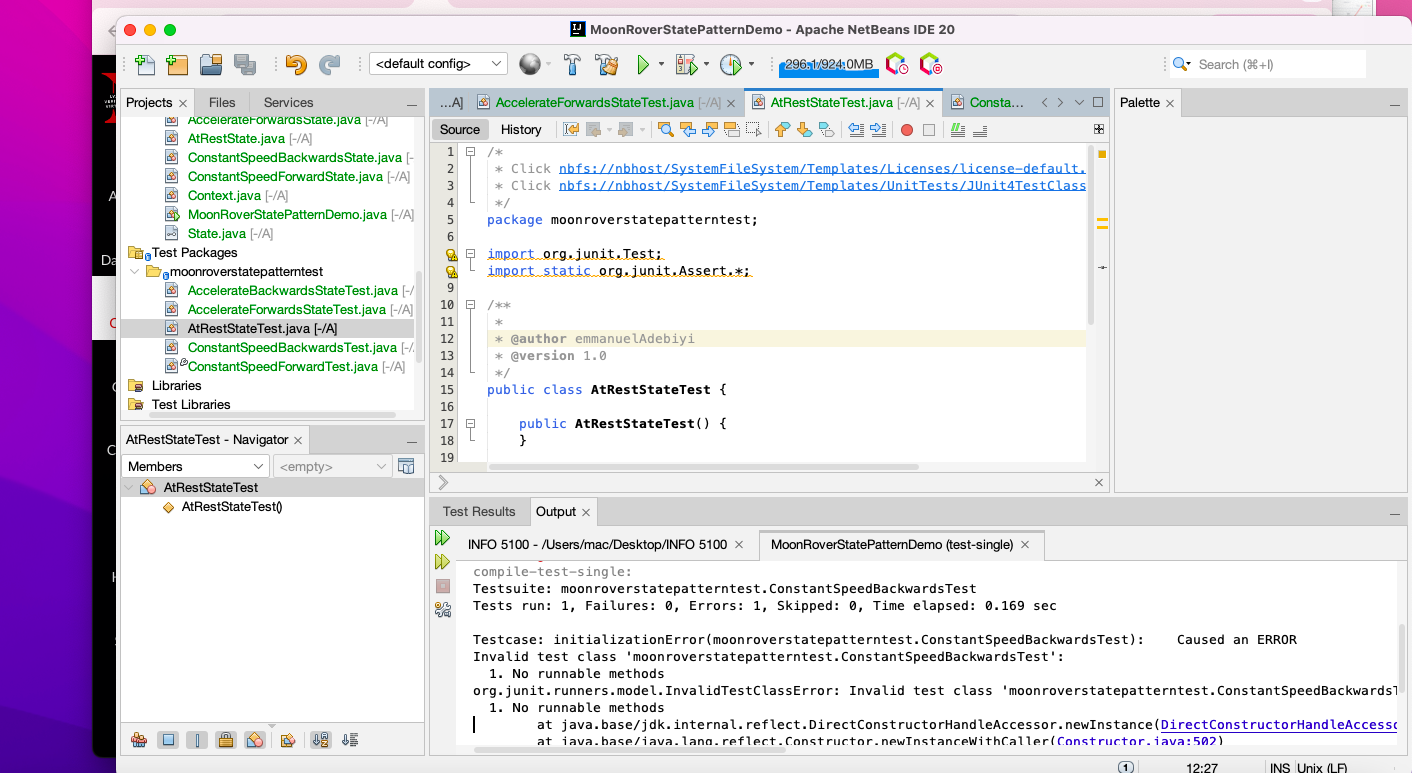 MoonRoverStatePatternDemo - Apache NetBeans IDE 20
<default config>
296.1/924.0MB
Search (⌘+I)
Projects
Files
Services
AccelerateForwardsState.java [-/A]
AtRestState.java [-/A]
ConstantSpeedBackwardsState.java [-
ConstantSpeedForwardState.java [-/A]
Context.java [-/A]
MoonRoverStatePatternDemo.java [-/A]
State.java [-/A]
Test Packages
moonroverstatepatterntest
AccelerateBackwardsStateTest.java [-/
AccelerateForwardsStateTest.java [-/A]
AtRestStateTest.java [-/A]
ConstantSpeedBackwardsTest.java [-/
ConstantSpeedForwardTest.java [-/A]
Libraries
Test Libraries
AtRestStateTest - Navigator
Members
<empty>
AtRestStateTest
AtRestStateTest()
...A]
AccelerateForwardsStateTest.java [-/A]
AtRestStateTest.java [-/A]
Consta...
Source
History
1 /*
2 * Click nbfs://nbhost/SystemFileSystem/Templates/Licenses/license-default.
3 * Click nbfs://nbhost/SystemFileSystem/Templates/UnitTests/JUnit4TestClass
4 */
5 package moonroverstatepatterntest;
6
import org.junit.Test;
import static org.junit.Assert.*;
9
10 /**
11 *
12 * @author emmanuelAdebiyi
13 * @version 1.0
14 */
15 public class AtRestStateTest {
16
17 public AtRestStateTest() {
18 }
19
Palette
Test Results
Output
INFO 5100 - /Users/mac/Desktop/INFO 5100
MoonRoverStatePatternDemo (test-single)
compile-test-single:
Testsuite: moonroverstatepatterntest.ConstantSpeedBackwardsTest
Tests run: 1, Failures: 0, Errors: 1, Skipped: 0, Time elapsed: 0.169 sec
Testcase: initializationError(moonroverstatepatterntest.ConstantSpeedBackwardsTest): Caused an ERROR
Invalid test class 'moonroverstatepatterntest.ConstantSpeedBackwardsTest':
1. No runnable methods
org.junit.runners.model.InvalidTestClassError: Invalid test class 'moonroverstatepatterntest.ConstantSpeedBackwardsT
1. No runnable methods
at java.base/jdk.internal.reflect.DirectConstructorHandleAccessor.newInstance(DirectConstructorHandleAccesso
at java.base/java.lang.reflect.Constructor.newInstanceWithCaller(Constructor.java:502)
1
12:27
INS
Unix (LF)